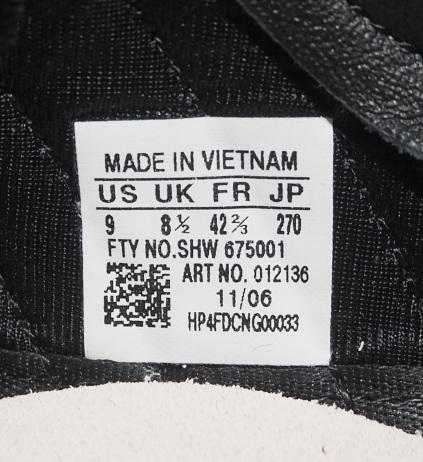 MADE IN VIETNAM
US UK FR JP
9 8½ 42⅔ 270
FTY NO.SHW 675001
ART NO. 012136
11/06
HP4FDCNG00033